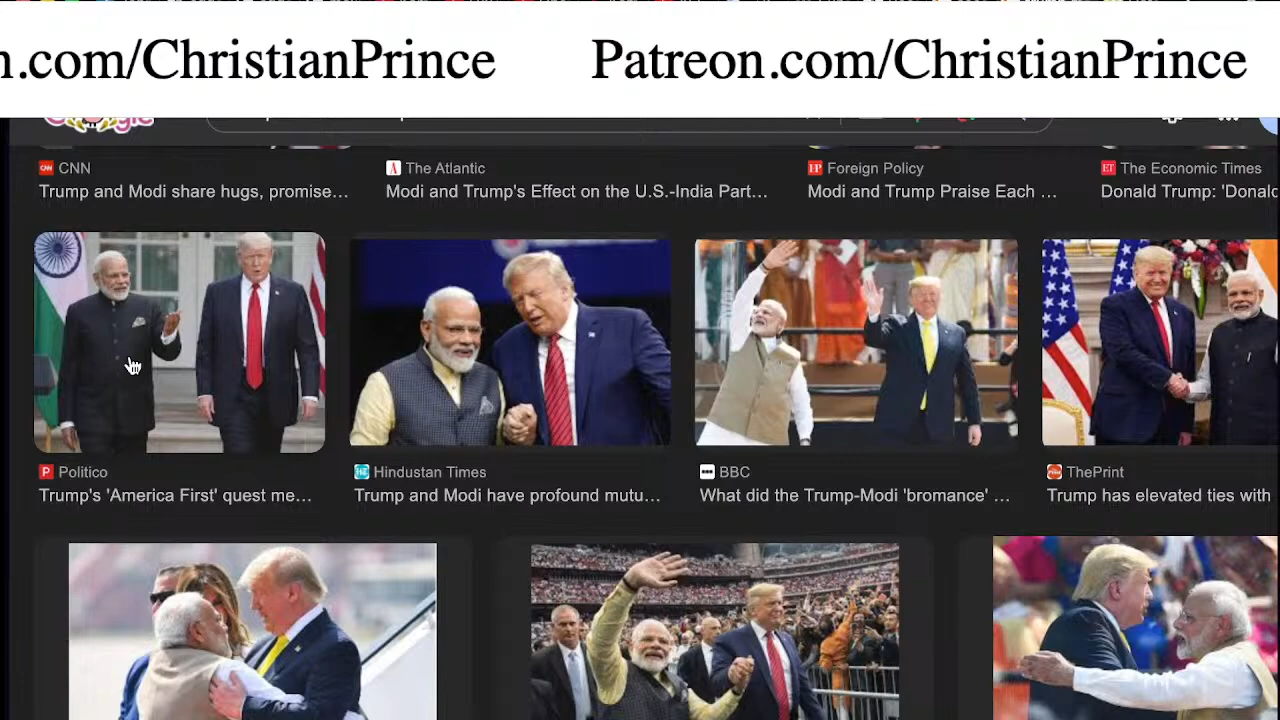 n.com/ChristianPrince Patreon.com/ChristianPrince
CNN
Trump and Modi share hugs, promise...
The Atlantic
Modi and Trump's Effect on the U.S.-India Part...
Foreign Policy
Modi and Trump Praise Each ...
The Economic Times
Donald Trump: 'Donald
Politico
Trump's 'America First' quest me...
Hindustan Times
Trump and Modi have profound mutu...
BBC
What did the Trump-Modi 'bromance' ...
ThePrint
Trump has elevated ties with